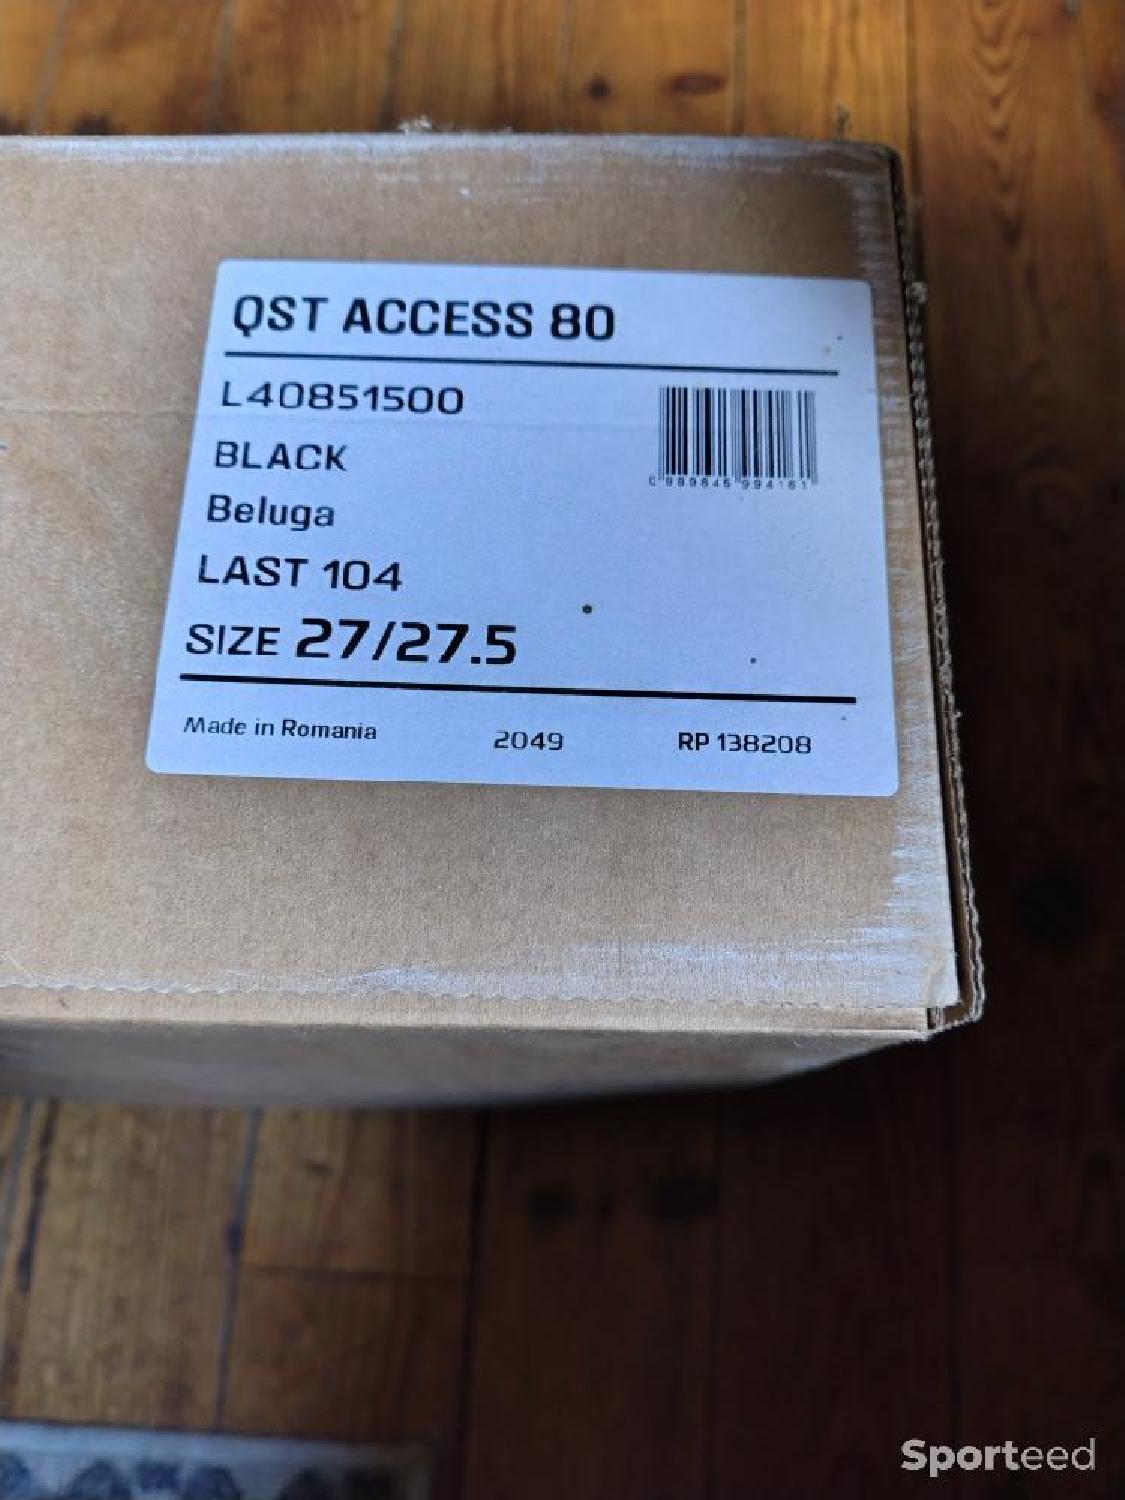 QST ACCESS 80
L40851500
BLACK
Beluga
LAST 104
SIZE 27/27.5
Made in Romania 2049 RP 138208
Sporteed